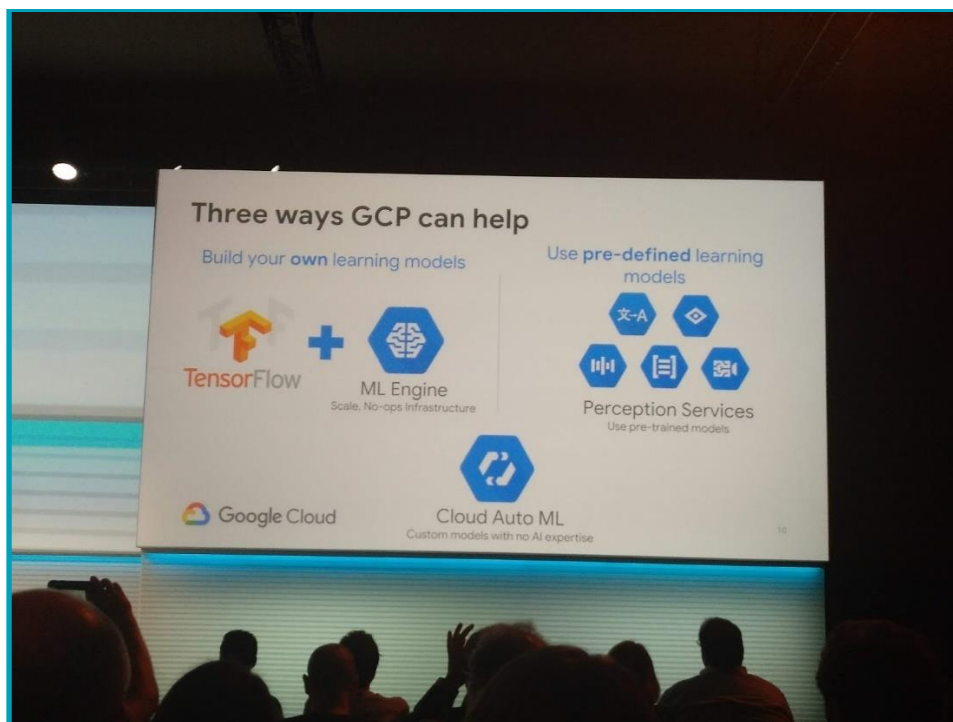 Three ways GCP can help
Build your own learning models
TensorFlow
ML Engine
Scale, No-ops Infrastructure
Use pre-defined learning
models
文→A
Perception Services
Use pre-trained models
Cloud Auto ML
Custom models with no AI expertise
Google Cloud
10